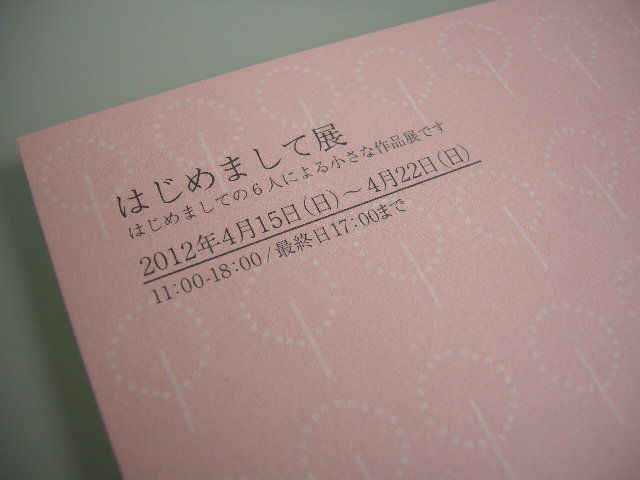 はじめまして展
はじめましての6人による小さな作品展です
2012年4月15日(日)～4月22日(日)
11:00-18:00/最終日17:00まで